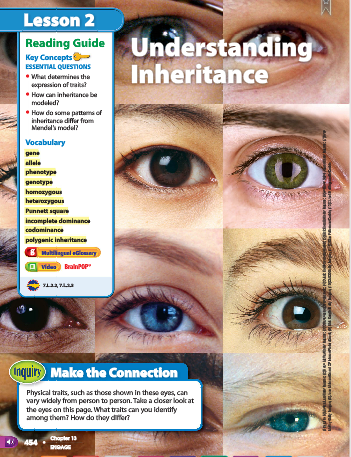 Lesson 2
Reading Guide
Key Concepts
ESSENTIAL QUESTIONS
• What determines the
expression of traits?
• How can inheritance be
modeled?
• How do some patterns of
inheritance differ from
Mendel's model?
Vocabulary
gene
allele
phenotype
genotype
homozygous
heterozygous
Punnett square
incomplete dominance
codominance
polygenic inheritance
g Multilingual eGlossary
Video BrainPOP®
Understanding
Inheritance
Inquiry Make the Connection
Physical traits, such as those shown in these eyes, can
vary widely from person to person. Take a closer look at
the eyes on this page. What traits can you identify
among them? How do they differ?
454 • Chapter 13
ENGAGE